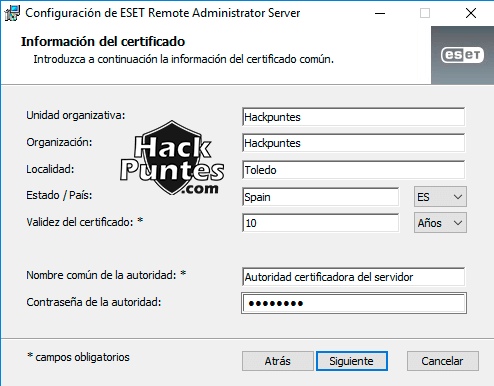 Configuración de ESET Remote Administrator Server
Información del certificado
Introduzca a continuación la información del certificado común.
eseT
Unidad organizativa: Hackpuntes
Organización: Hackpuntes
Localidad: Toledo
Estado / País: Spain ES
Validez del certificado: * 10 Años
Hack
Puntes
.com
Nombre común de la autoridad: * Autoridad certificadora del servidor
Contraseña de la autoridad: ●●●●●●●●
* campos obligatorios
Atrás Siguiente Cancelar